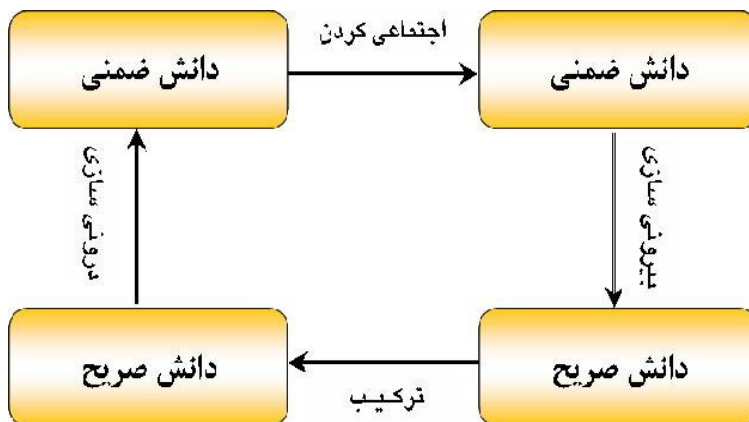 اجتماعی کردن
دانش ضمنی
دانش ضمنی
بیرونی سازی
درونی سازی
دانش صریح
دانش صریح
ترکیب